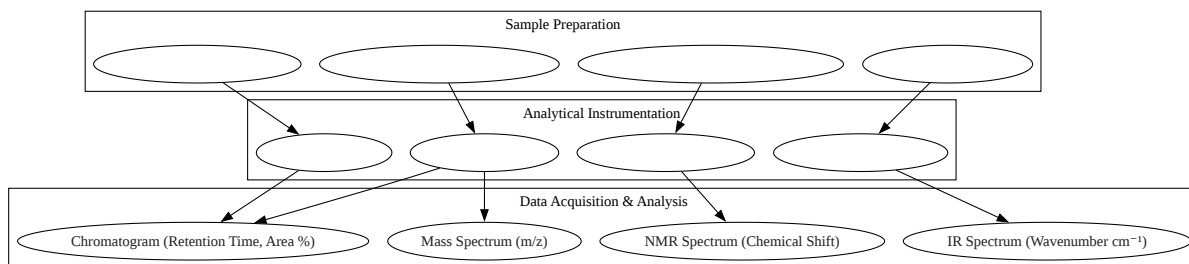 Sample Preparation
Analytical Instrumentation
Data Acquisition & Analysis
Chromatogram (Retention Time, Area %)
Mass Spectrum (m/z)
NMR Spectrum (Chemical Shift)
IR Spectrum (Wavenumber cm⁻¹)